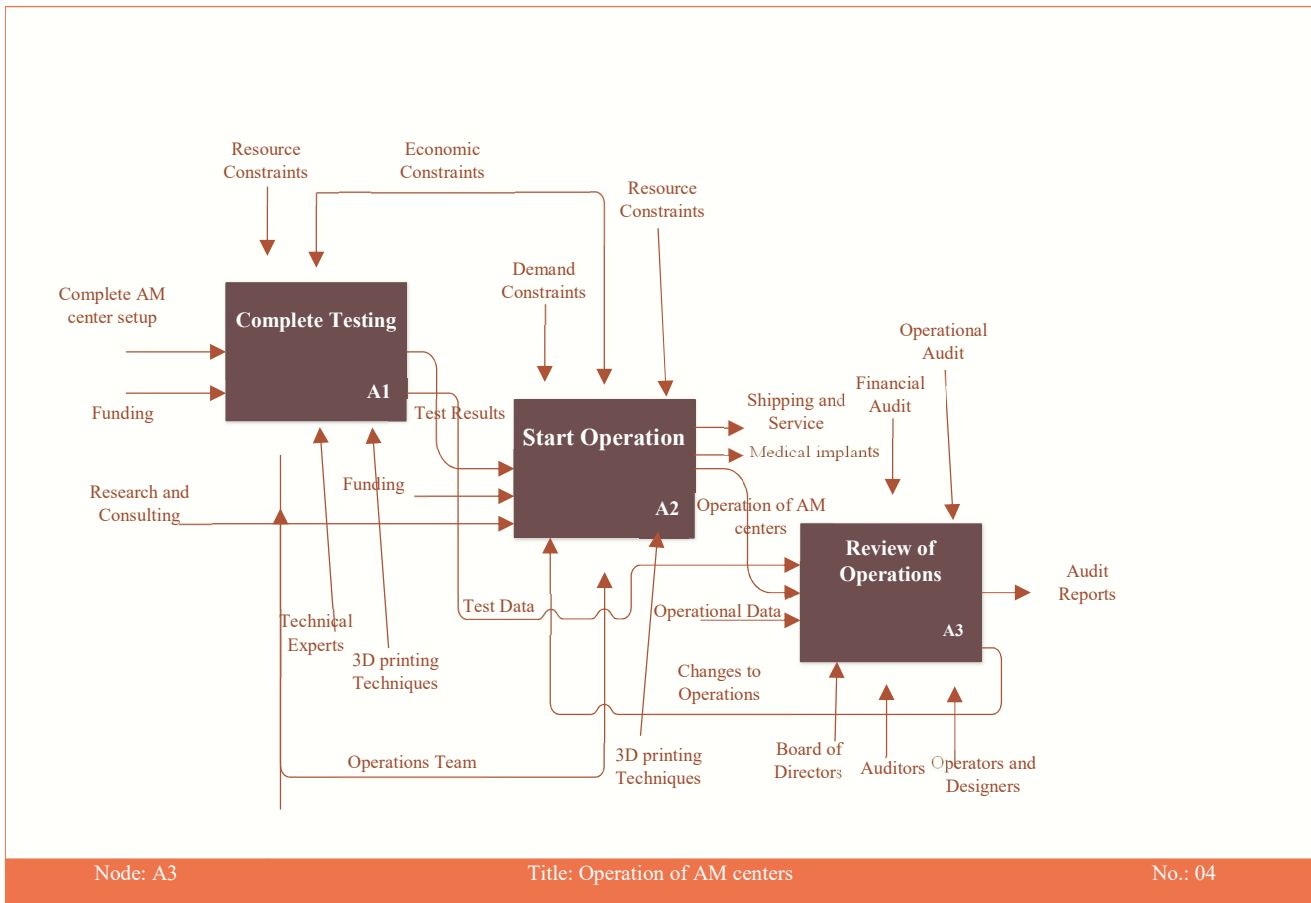 Resource
Constraints
Economic
Constraints
Resource
Constraints
Demand
Constraints
Complete AM
center setup
Complete Testing
A1
Funding
Operational
Audit
Financial
Audit
Test Results
Start Operation
A2
Shipping and
Service
Medical implants
Funding
Research and
Consulting
Operation of AM
centers
Review of
Operations
A3
Audit
Reports
Test Data
Operational Data
Technical
Experts
3D printing
Techniques
Changes to
Operations
Operations Team
3D printing
Techniques
Board of
Directors
Auditors
Operators and
Designers
Node: A3
Title: Operation of AM centers
No.: 04